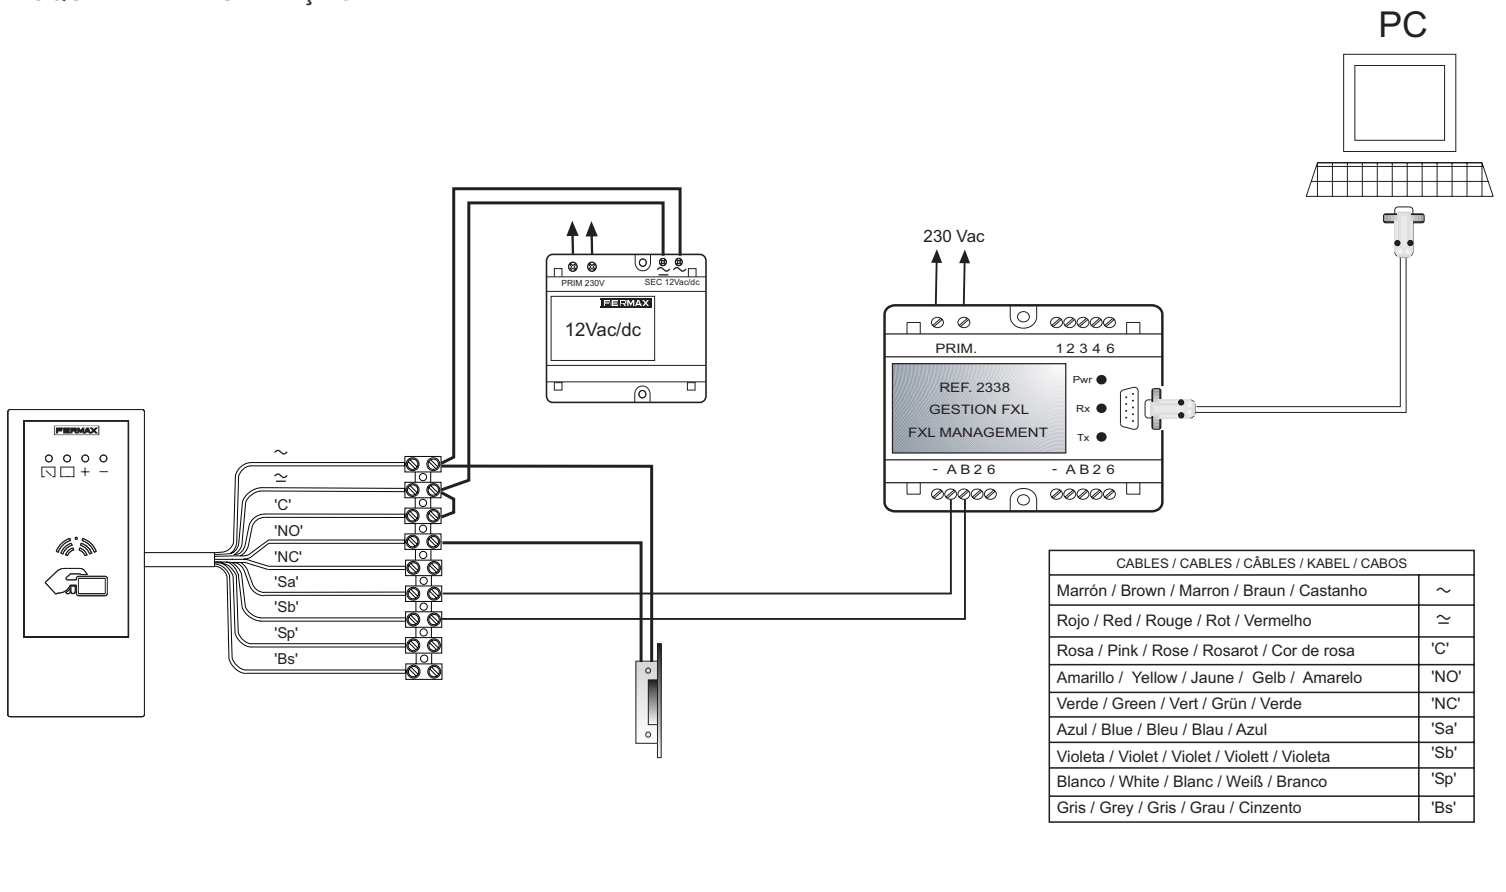 PC
230 Vac
PRIM 230V
SEC 12Vac/dc
FERMAX
12Vac/dc
PRIM.
1 2 3 4 6
REF. 2338
GESTION FXL
FXL MANAGEMENT
Pwr
Rx
Tx
- A B 2 6
- A B 2 6
FERMAX
+ -
~
≃
'C'
'NO'
'NC'
'Sa'
'Sb'
'Sp'
'Bs'
CABLES / CABLES / CÂBLES / KABEL / CABOS
Marrón / Brown / Marron / Braun / Castanho ~
Rojo / Red / Rouge / Rot / Vermelho ≃
Rosa / Pink / Rose / Rosarot / Cor de rosa 'C'
Amarillo / Yellow / Jaune / Gelb / Amarelo 'NO'
Verde / Green / Vert / Grün / Verde 'NC'
Azul / Blue / Bleu / Blau / Azul 'Sa'
Violeta / Violet / Violet / Violett / Violeta 'Sb'
Blanco / White / Blanc / Weiß / Branco 'Sp'
Gris / Grey / Gris / Grau / Cinzento 'Bs'